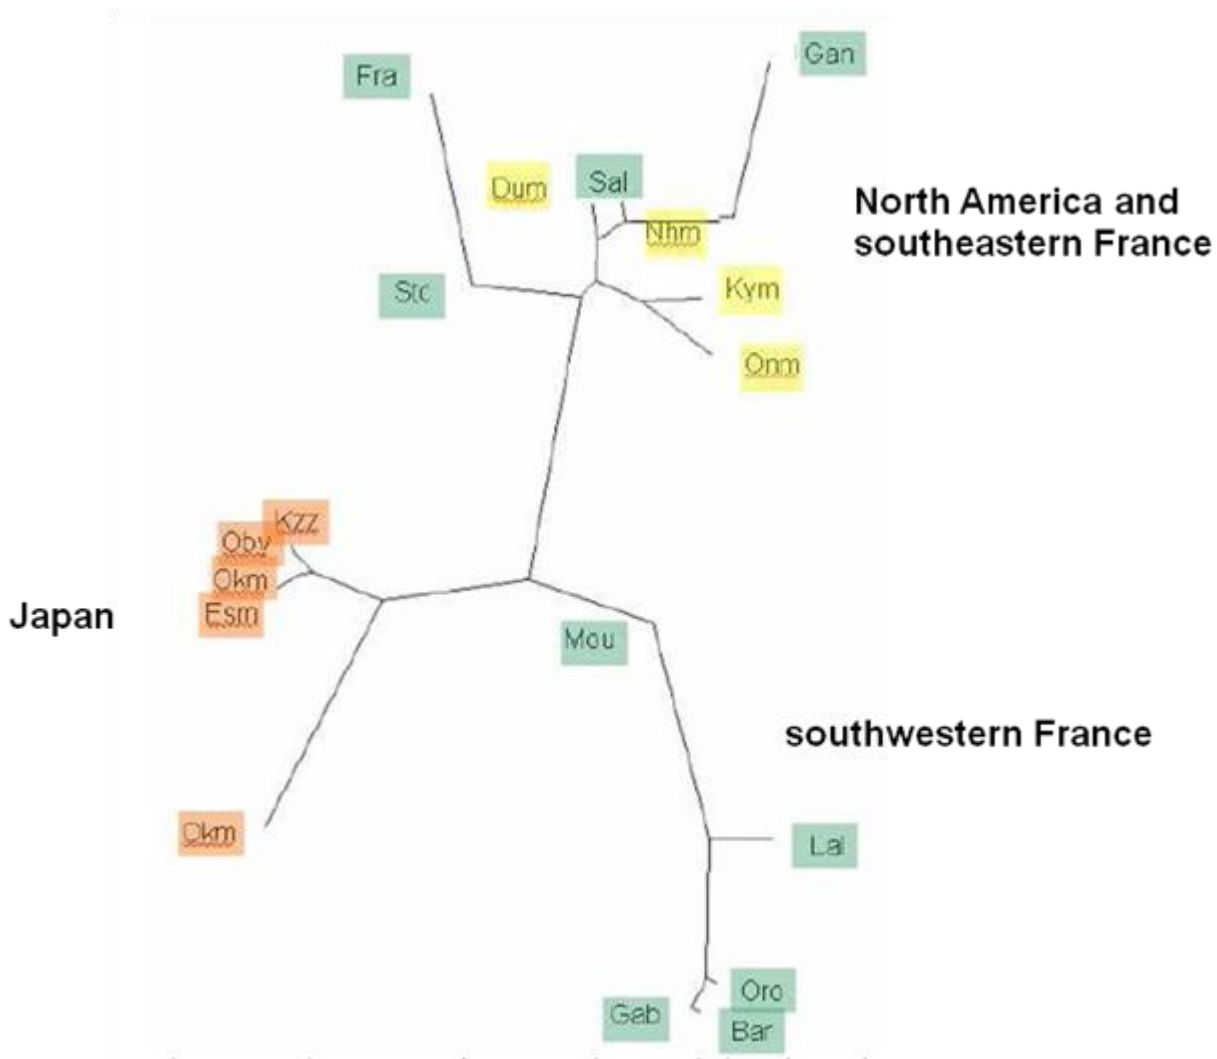 Gan
Fra
Sal
Dum
North America and
southeastern France
Nhm
Kym
Stc
Onm
Kzz
Oby
Okm
Esm
Japan
Mou
southwestern France
Okm
Lal
Oro
Gab
Bar